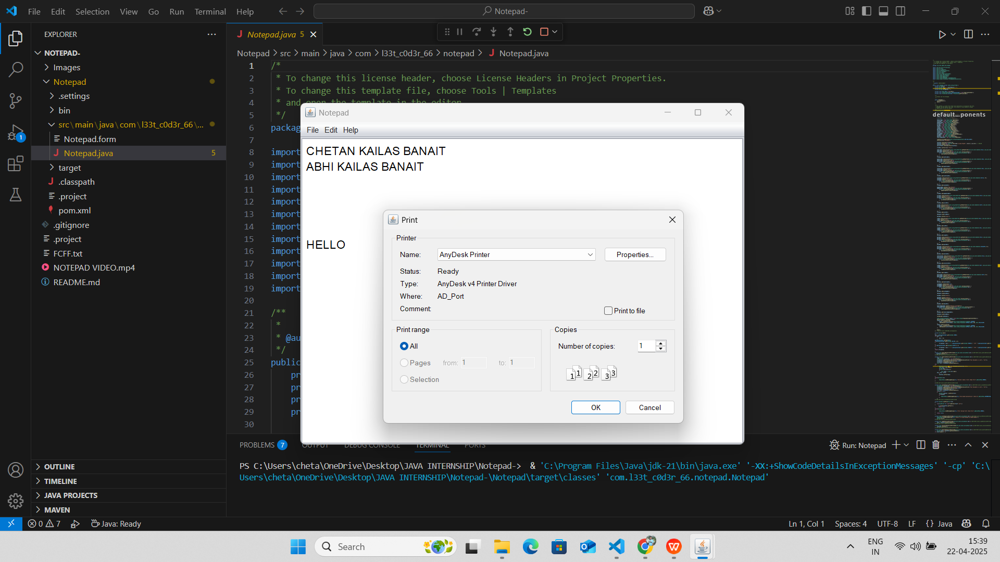 File Edit Selection View Go Run Terminal Help
Notepad-
EXPLORER
NOTEPAD-
Images
Notepad
.settings
bin
src\main\java\com\l33t_c0d3r_66\...
Notepad.form
Notepad.java 5
target
.classpath
.project
pom.xml
.gitignore
.project
FCFF.txt
NOTEPAD VIDEO.mp4
README.md
OUTLINE
TIMELINE
JAVA PROJECTS
MAVEN
1
Notepad.java 5
Notepad > src > main > java > com > l33t_c0d3r_66 > notepad > Notepad.java
1 /*
2 * To change this license header, choose License Headers in Project Properties.
3 * To change this template file, choose Tools | Templates
4 * and open the template in the editor.
5 */
6 packag
7
8 import
9 import
10 import
11 import
12 import
13 import
14 import
15 import
16 import
17 import
18 import
19 import
20
21 /**
22 *
23 * @au
24 */
25 public
26 pr
27 pr
28 pr
29 pr
30
default...ponents
Notepad
File Edit Help
CHETAN KAILAS BANAIT
ABHI KAILAS BANAIT
HELLO
Print
Printer
Name: AnyDesk Printer Properties...
Status: Ready
Type: AnyDesk v4 Printer Driver
Where: AD_Port
Comment:
Print to file
Print range
All
Pages from: 1 to: 1
Selection
Copies
Number of copies: 1
1 1 2 2 3 3
OK Cancel
PROBLEMS 7 OUTPUT DEBUG CONSOLE TERMINAL PORTS
Run: Notepad
PS C:\Users\cheta\OneDrive\Desktop\JAVA INTERNSHIP\Notepad-> & 'C:\Program Files\Java\jdk-21\bin\java.exe' '-XX:+ShowCodeDetailsInExceptionMessages' '-cp' 'C:\
Users\cheta\OneDrive\Desktop\JAVA INTERNSHIP\Notepad-\Notepad\target\classes' 'com.l33t_c0d3r_66.notepad.Notepad'
0 7 Java: Ready
Ln 1, Col 1 Spaces: 4 UTF-8 LF {} Java
Search
ENG
IN
15:39
22-04-2025